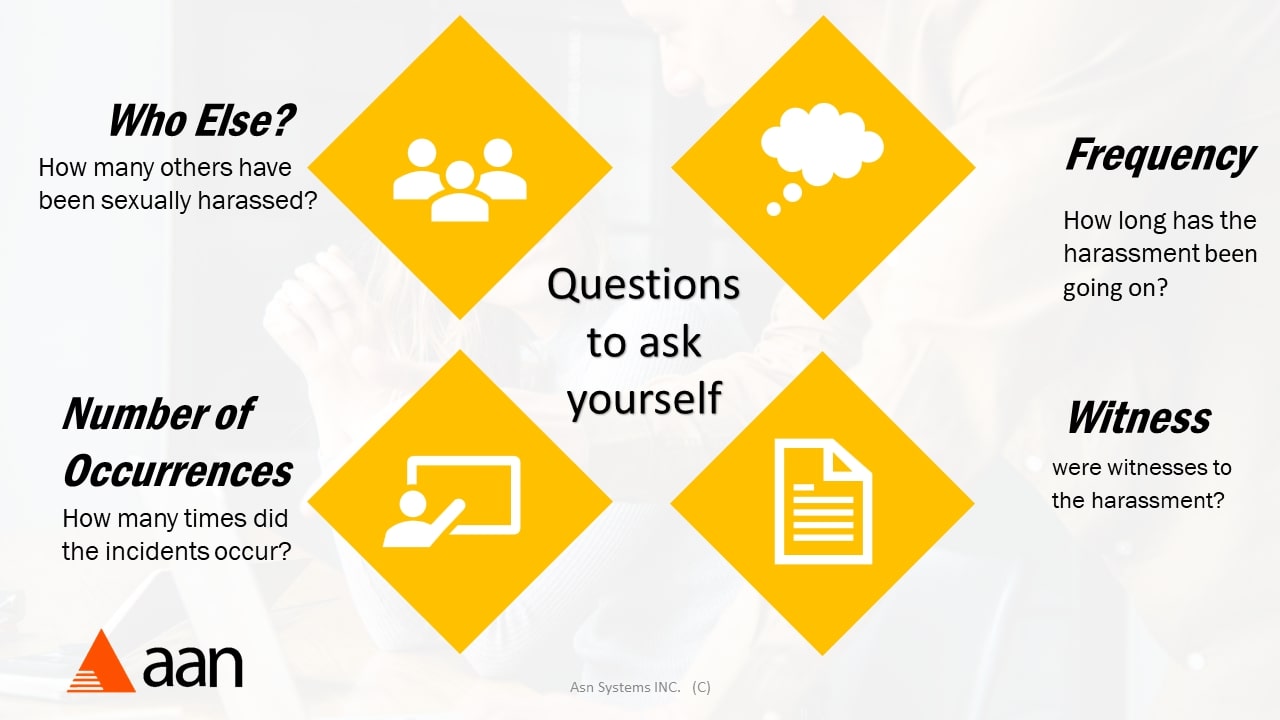 Who Else?
How many others have
been sexually harassed?
Frequency
How long has the
harassment been
going on?
Questions
to ask
yourself
Number of
Occurrences
How many times did
the incidents occur?
Witness
were witnesses to
the harassment?
aan
Asn Systems INC. (C)